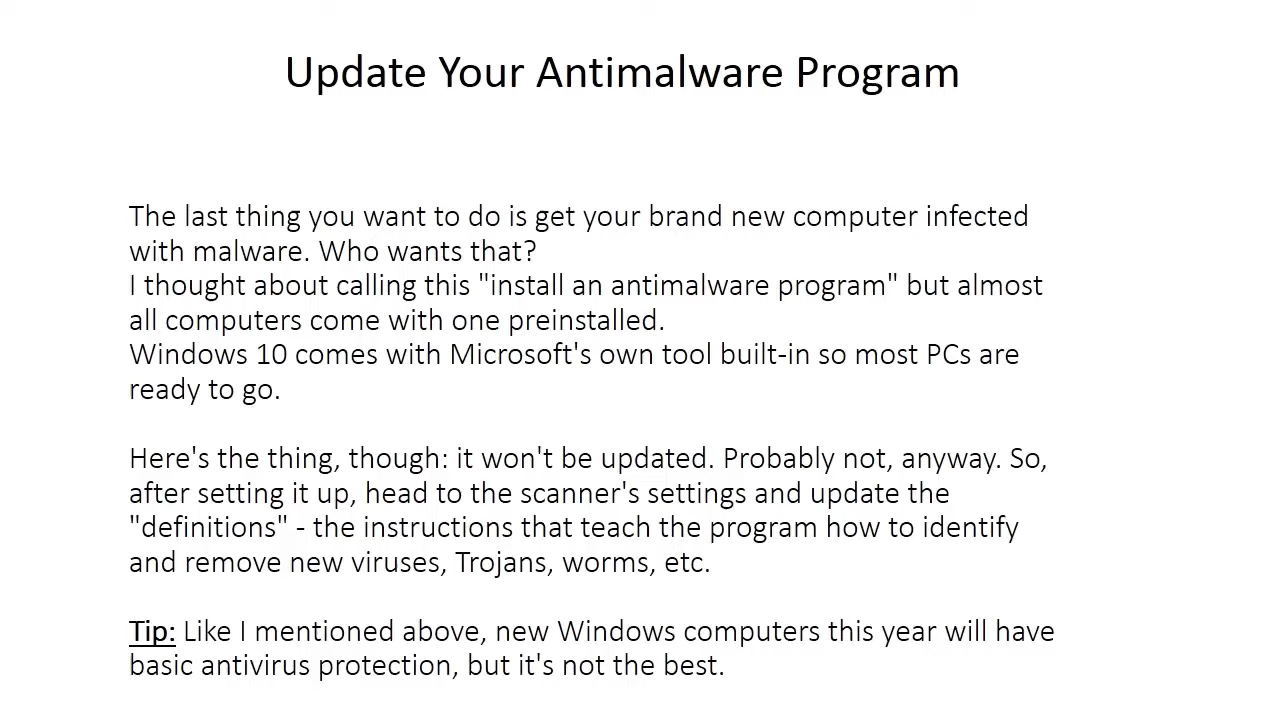 Update Your Antimalware Program
The last thing you want to do is get your brand new computer infected
with malware. Who wants that?
I thought about calling this "install an antimalware program" but almost
all computers come with one preinstalled.
Windows 10 comes with Microsoft's own tool built-in so most PCs are
ready to go.
Here's the thing, though: it won't be updated. Probably not, anyway. So,
after setting it up, head to the scanner's settings and update the
"definitions" - the instructions that teach the program how to identify
and remove new viruses, Trojans, worms, etc.
Tip: Like I mentioned above, new Windows computers this year will have
basic antivirus protection, but it's not the best.